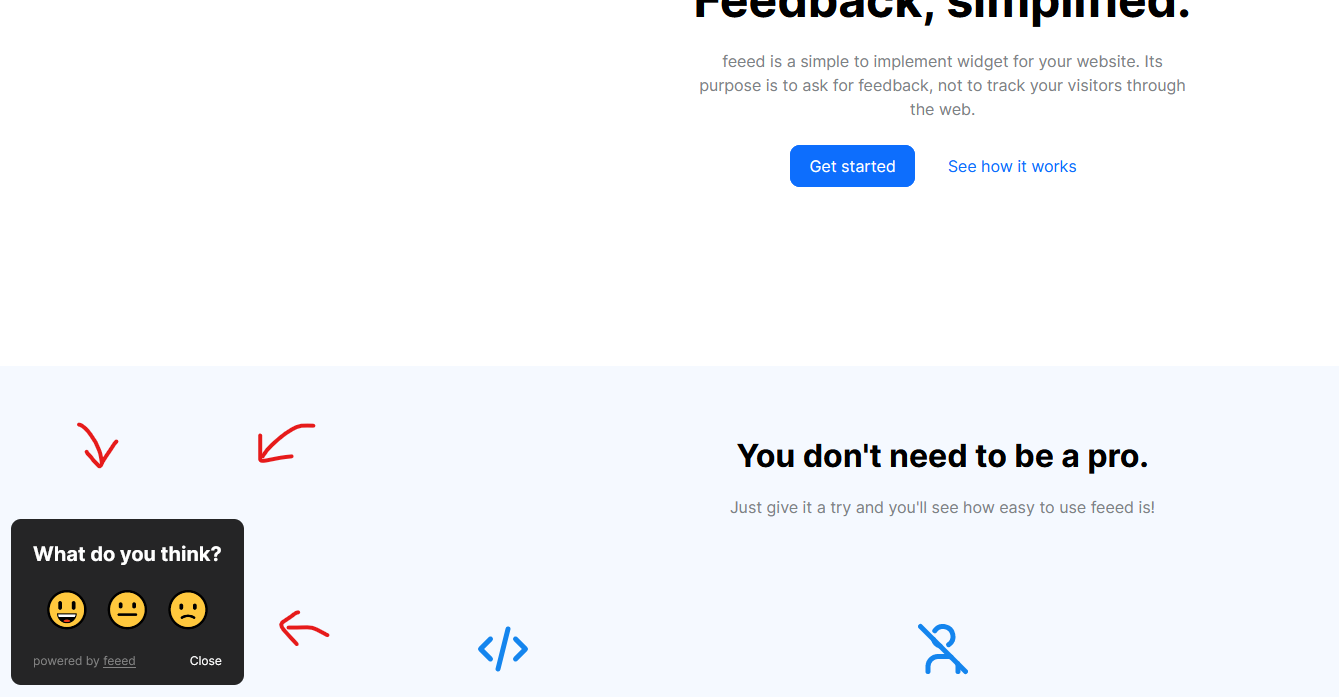 Feedback, simplified.
feeed is a simple to implement widget for your website. Its
purpose is to ask for feedback, not to track your visitors through
the web.
Get started
See how it works
You don't need to be a pro.
Just give it a try and you'll see how easy to use feeed is!
What do you think?
powered by feeed
Close